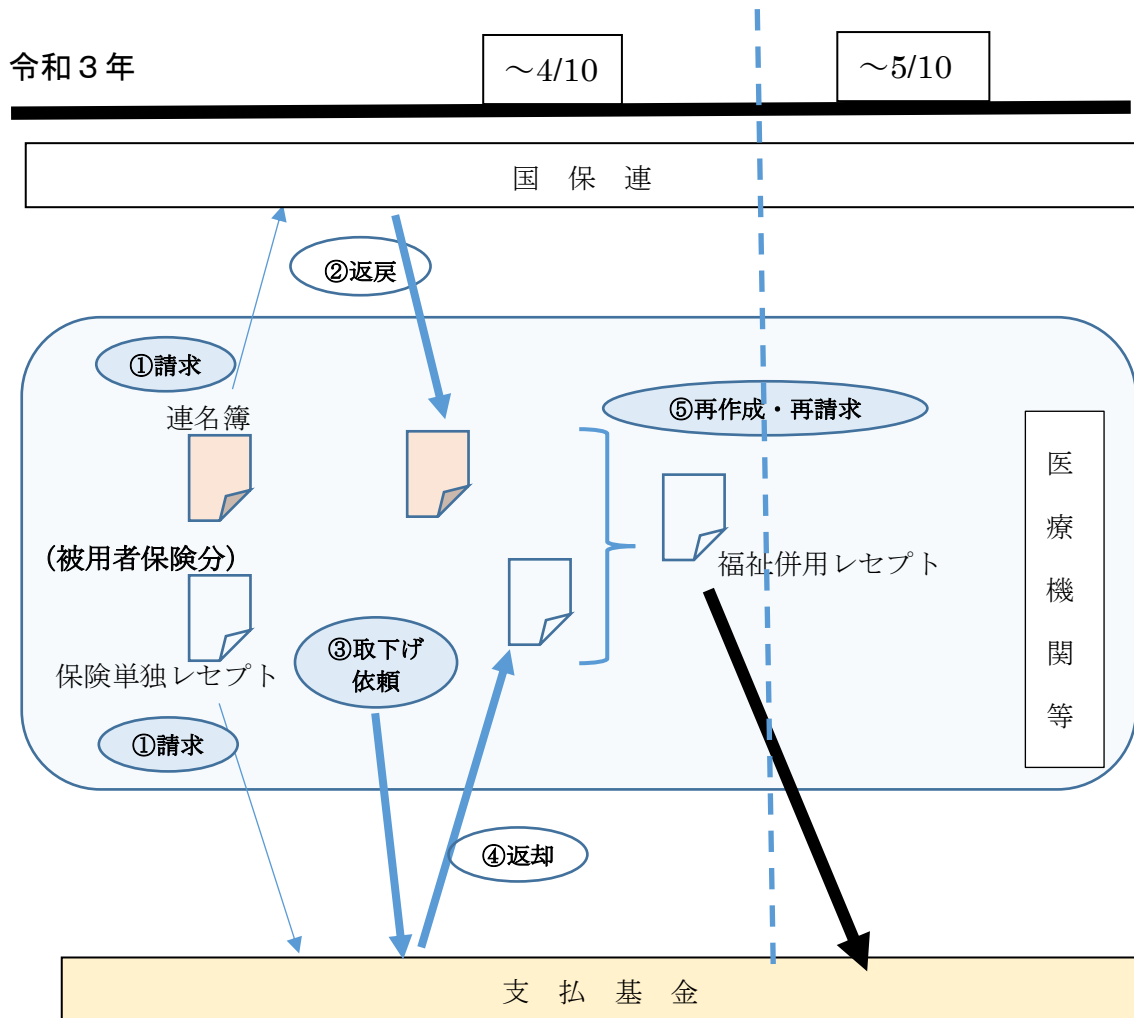 令和３年
～4/10
～5/10
国保連
②返戻
①請求
連名簿
⑤再作成・再請求
医療機関等
(被用者保険分)
福祉併用レセプト
保険単独レセプト
③取下げ
依頼
①請求
④返却
支払基金